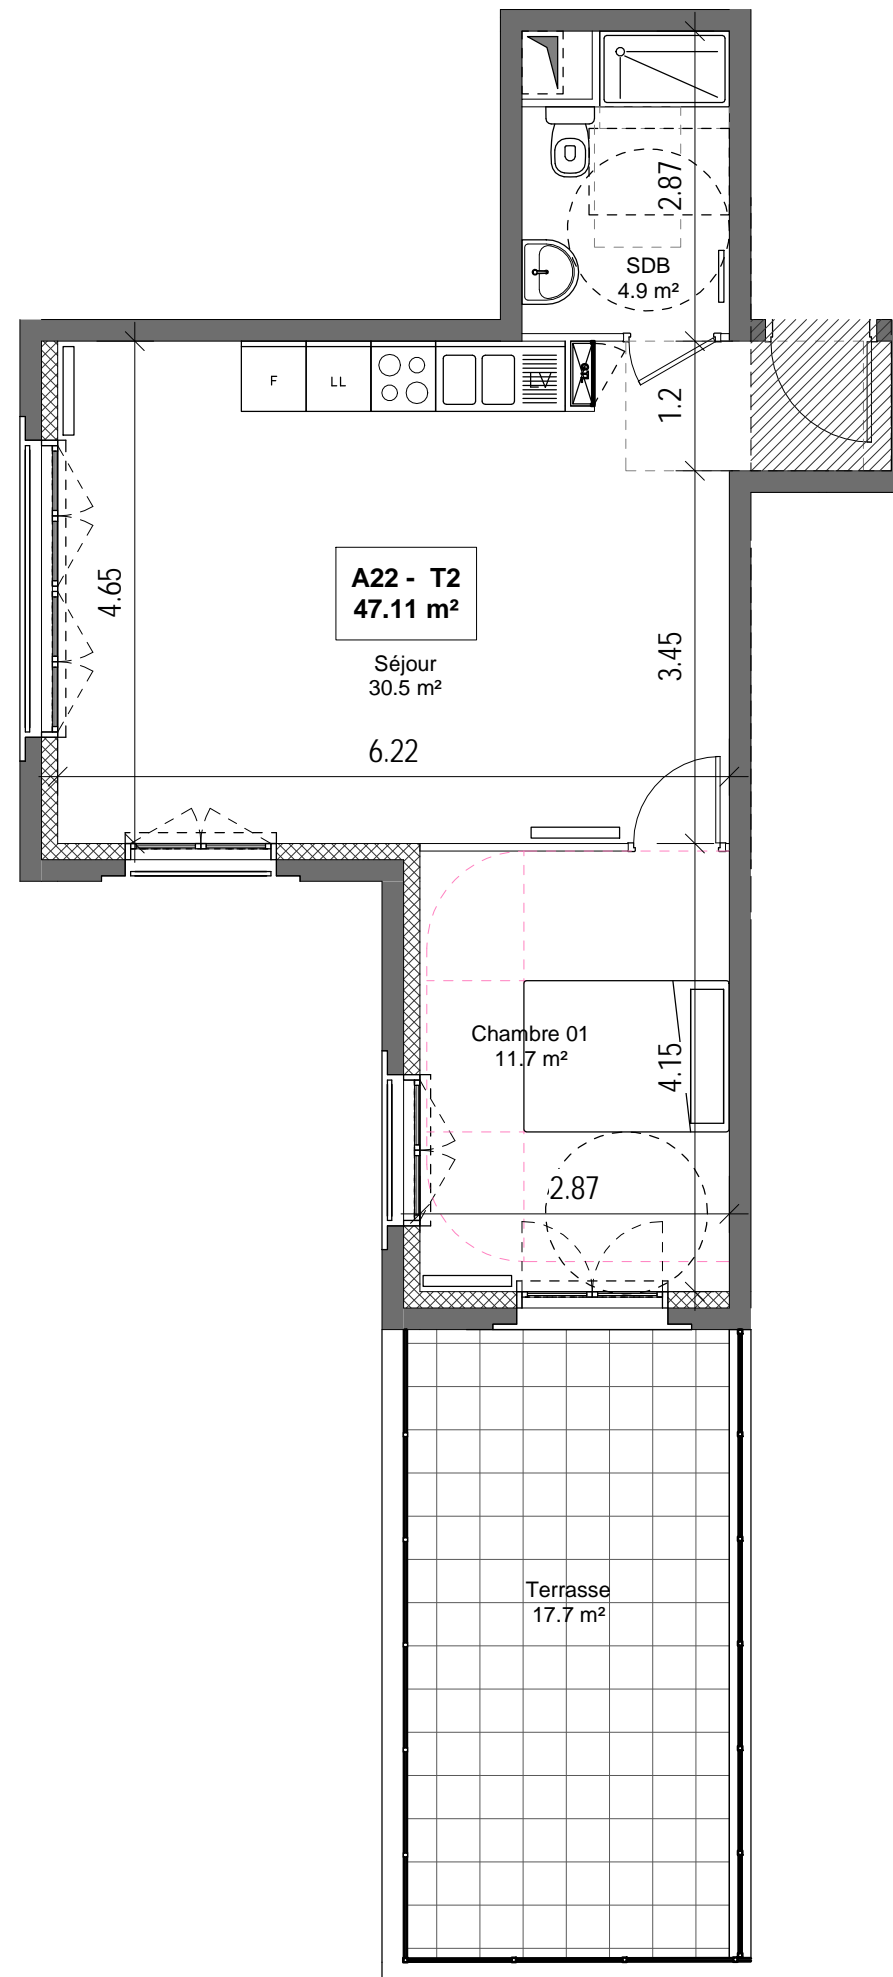 2.87
SDB
4.9 m²
F
LL
LV
GTL
1.2
A22 - T2
47.11 m²
4.65
Séjour
30.5 m²
3.45
6.22
Chambre 01
11.7 m²
4.15
2.87
Terrasse
17.7 m²